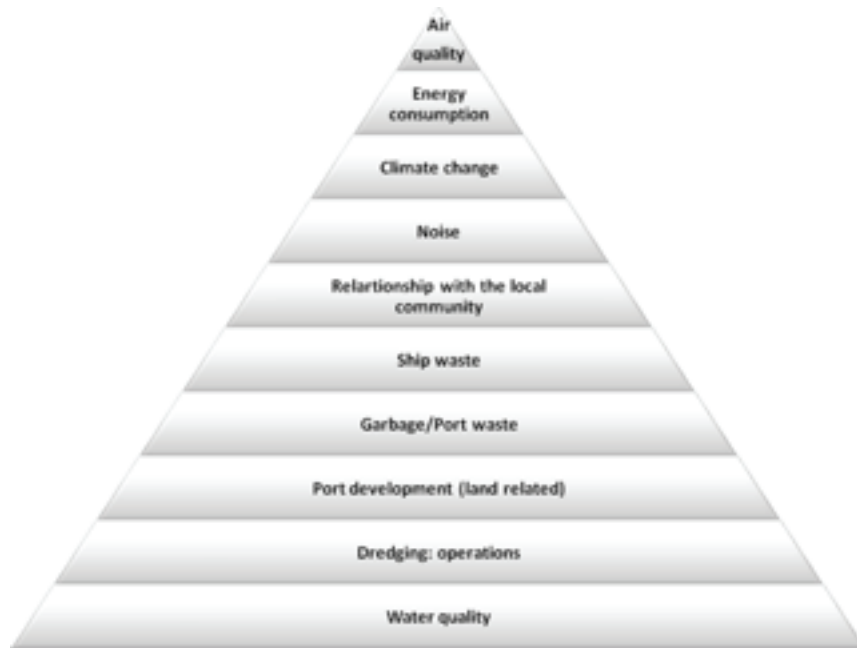 Air
quality
Energy
consumption
Climate change
Noise
Relartionship with the local
community
Ship waste
Garbage/Port waste
Port development (land related)
Dredging: operations
Water quality